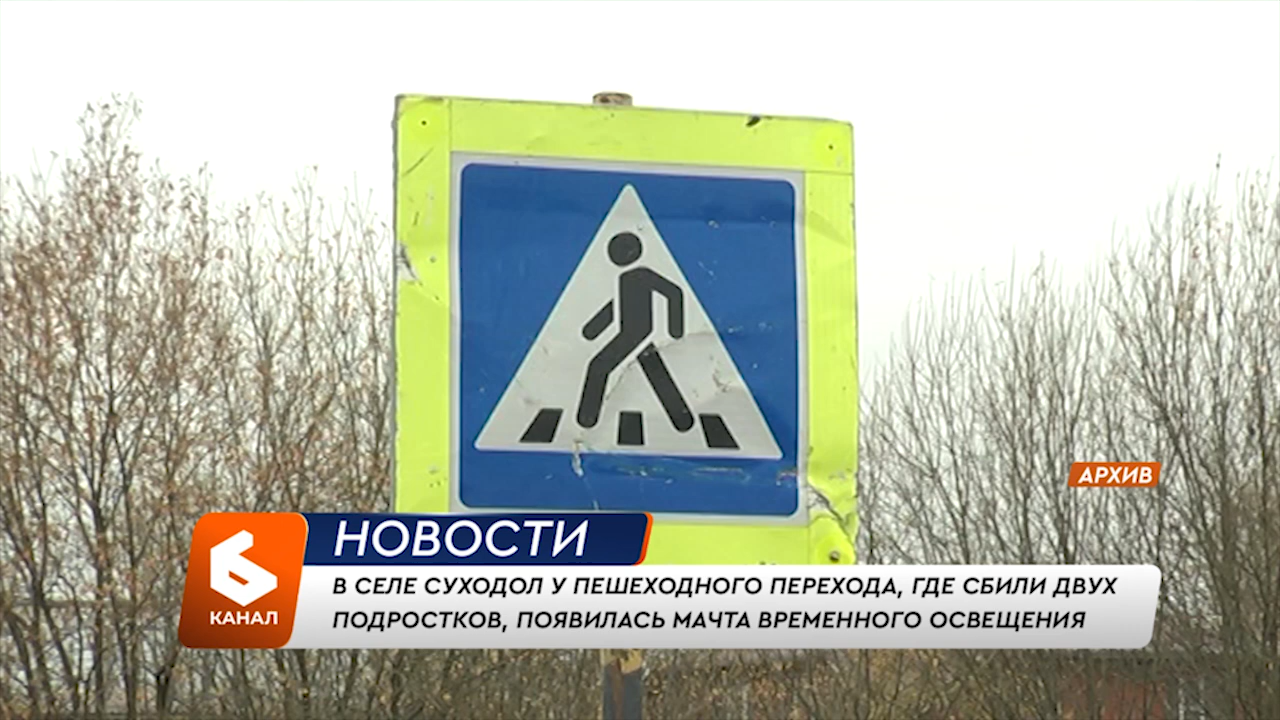 АРХИВ
НОВОСТИ
6
КАНАЛ
В СЕЛЕ СУХОДОЛ У ПЕШЕХОДНОГО ПЕРЕХОДА, ГДЕ СБИЛИ ДВУХ
ПОДРОСТКОВ, ПОЯВИЛАСЬ МАЧТА ВРЕМЕННОГО ОСВЕЩЕНИЯ